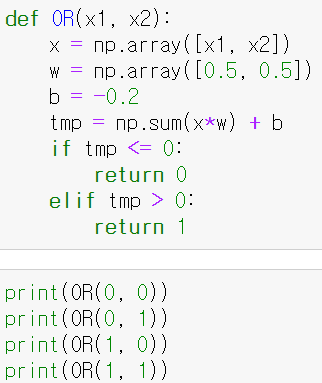 def OR(x1, x2):
    x = np.array([x1, x2])
    w = np.array([0.5, 0.5])
    b = -0.2
    tmp = np.sum(x*w) + b
    if tmp <= 0:
        return 0
    elif tmp > 0:
        return 1
print(OR(0, 0))
print(OR(0, 1))
print(OR(1, 0))
print(OR(1, 1))